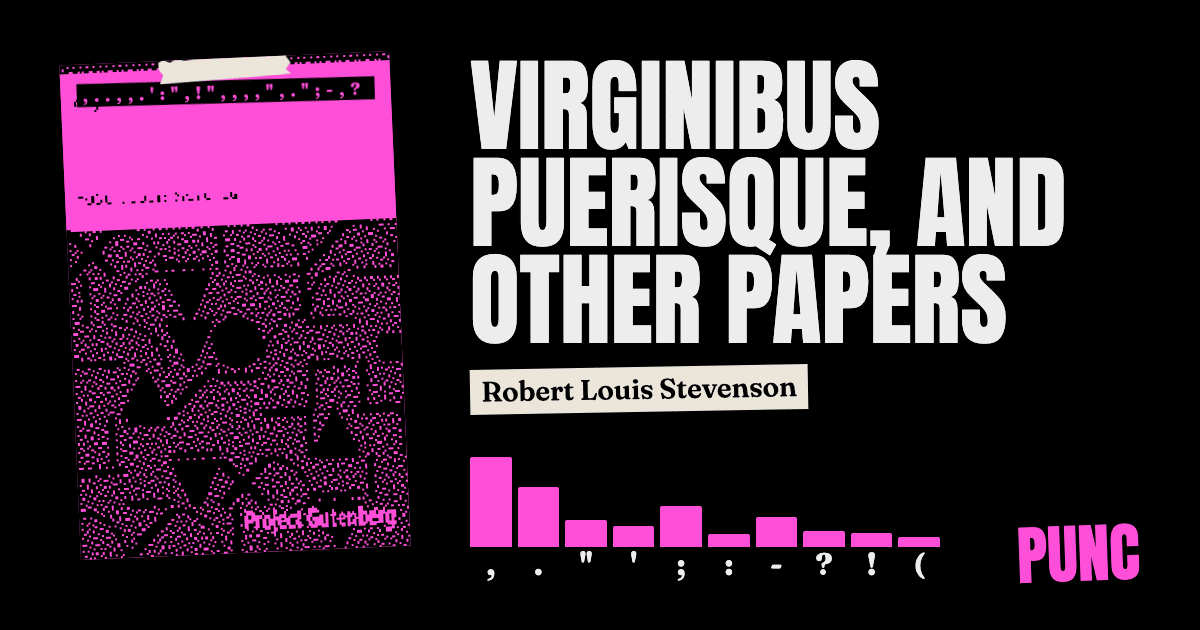 ,..,,.':",!",,,,",.";-,?
Project Gutenberg
VIRGINIBUS
PUERISQUE, AND
OTHER PAPERS
Robert Louis Stevenson
, . " ' ; : - ? ! (
PUNC